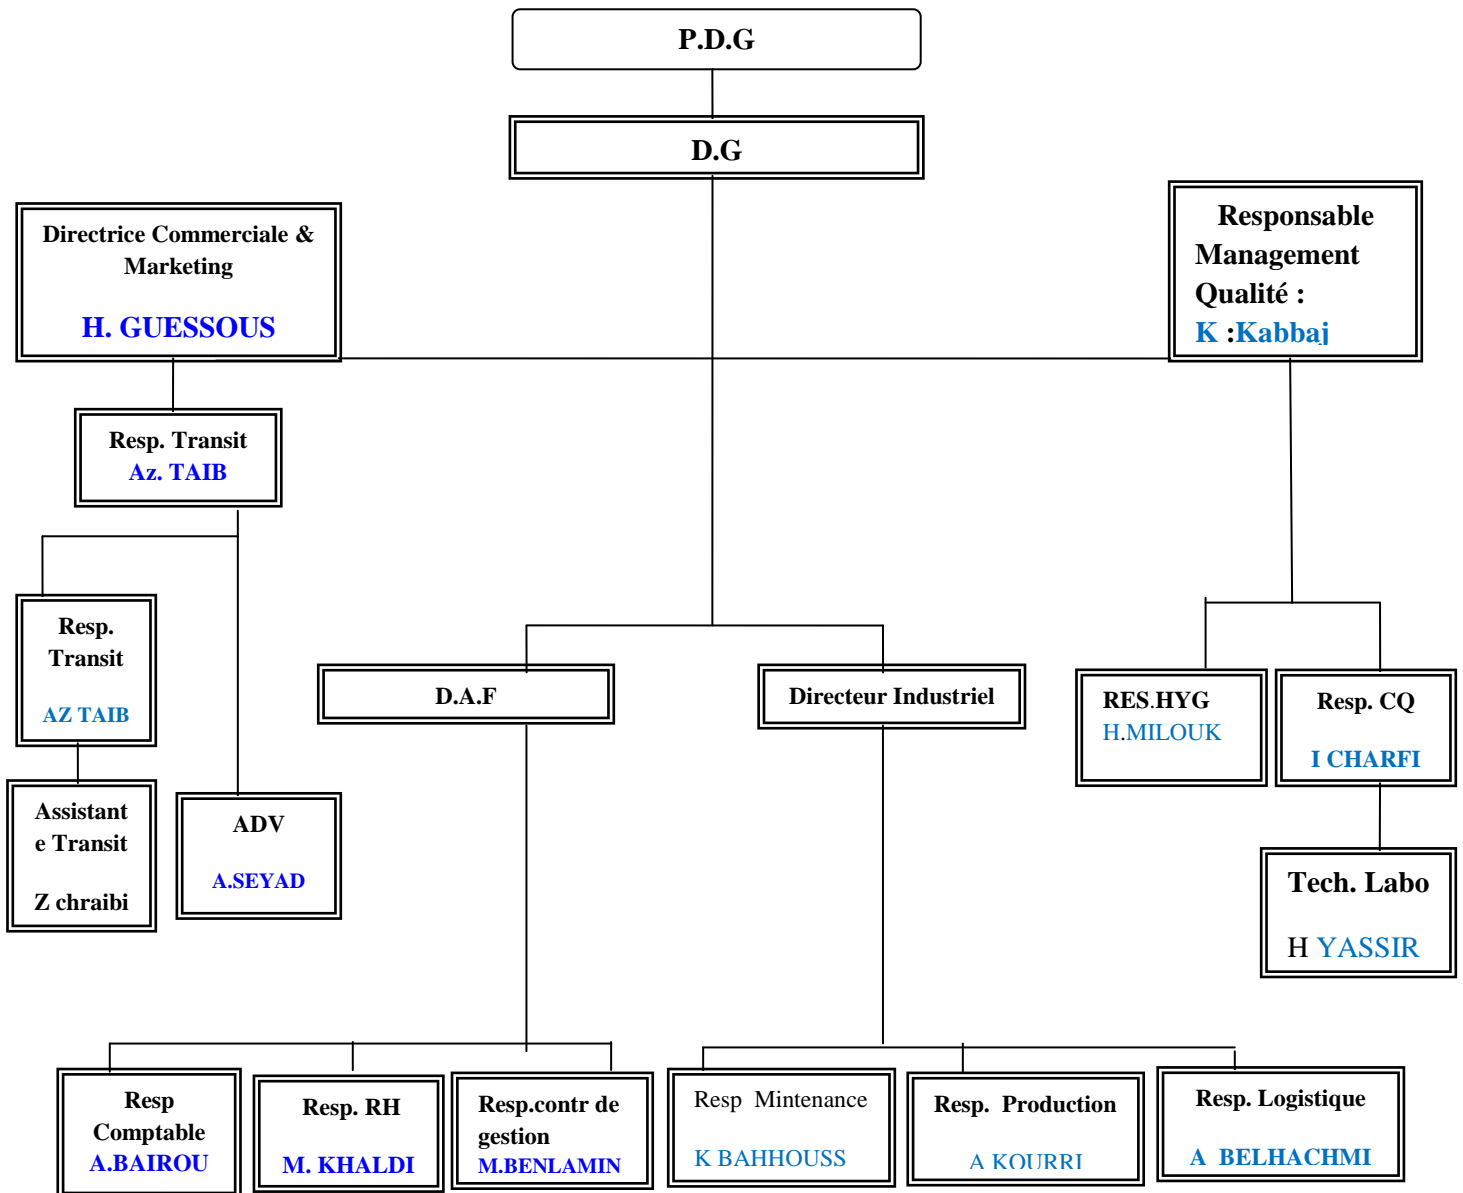 P.D.G
D.G
Directrice Commerciale &
Marketing
H. GUESSOUS
Responsable
Management
Qualité :
K :Kabbaj
Resp. Transit
Az. TAIB
Resp.
Transit
AZ TAIB
D.A.F
Directeur Industriel
RES.HYG
H.MILOUK
Resp. CQ
I CHARFI
Assistant
e Transit
Z chraibi
ADV
A.SEYAD
Tech. Labo
H YASSIR
Resp
Comptable
A.BAIROU
Resp. RH
M. KHALDI
Resp.contr de
gestion
M.BENLAMIN
Resp Mintenance
K BAHHOUSS
Resp. Production
A KOURRI
Resp. Logistique
A BELHACHMI